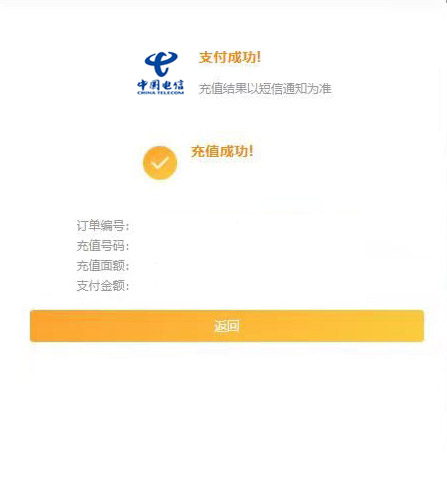 支付成功!
中国电信
CHINA TELECOM
充值结果以短信通知为准
充值成功!
订单编号:
充值号码:
充值面额:
支付金额:
返回